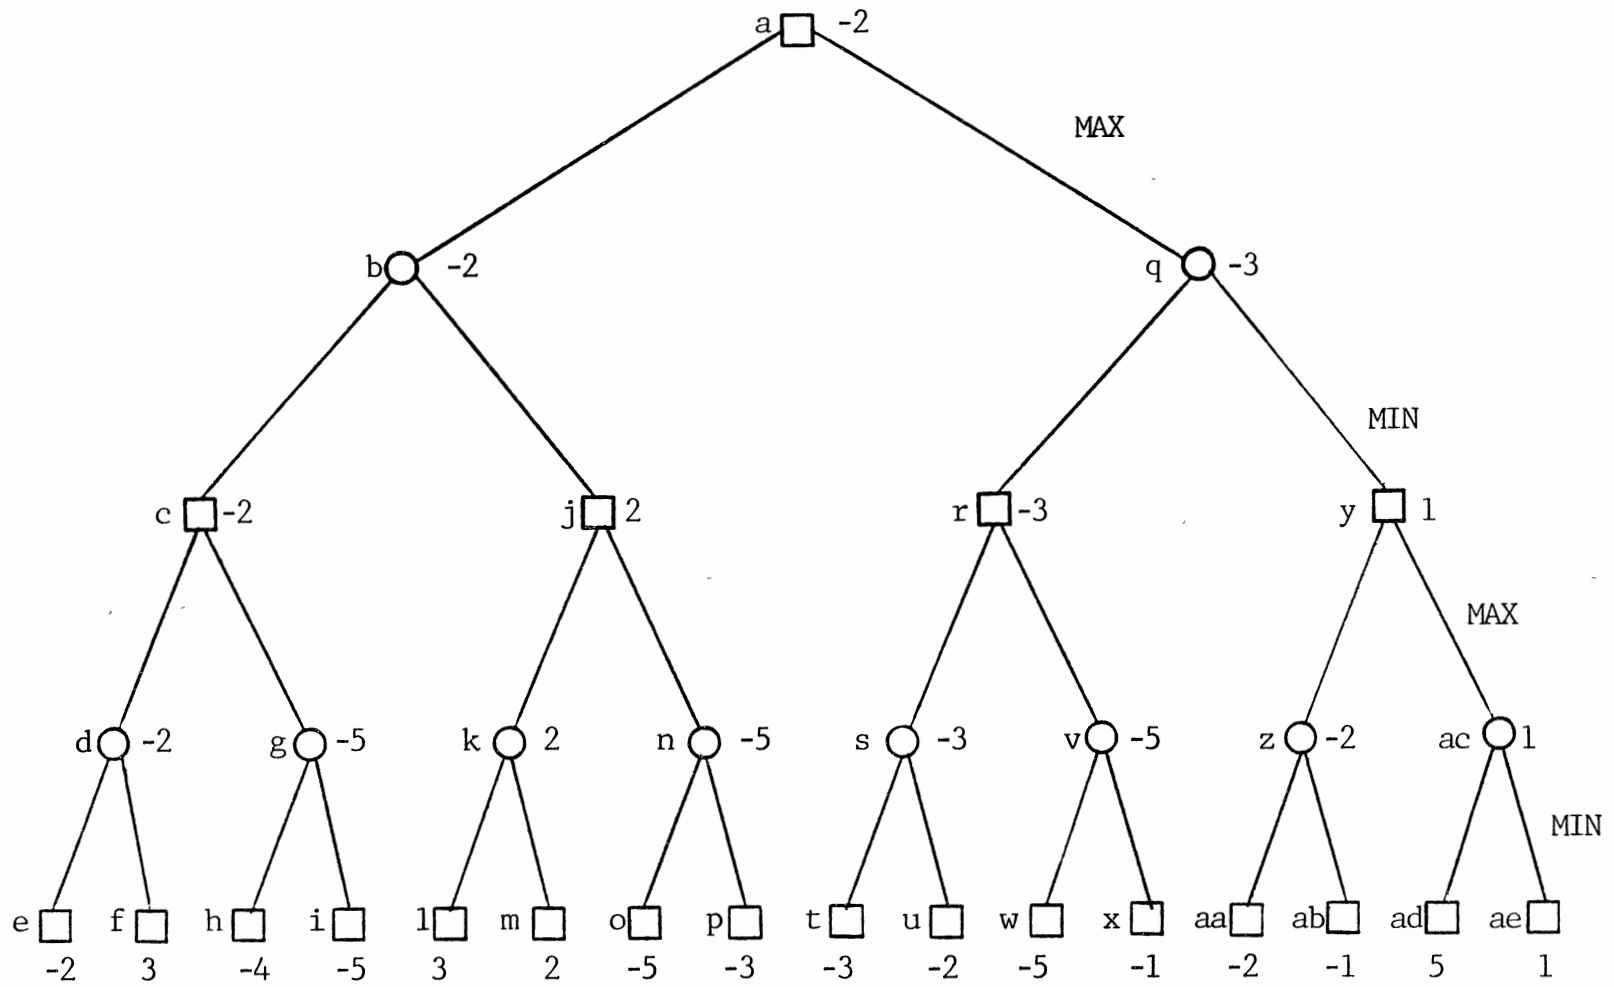 a -2
MAX
b -2 q -3
MIN
c -2 j 2 r -3 y 1
MAX
d -2 g -5 k 2 n -5 s -3 v -5 z -2 ac 1
MIN
e f h i l m o p t u w x aa ab ad ae
-2 3 -4 -5 3 2 -5 -3 -3 -2 -5 -1 -2 -1 5 1